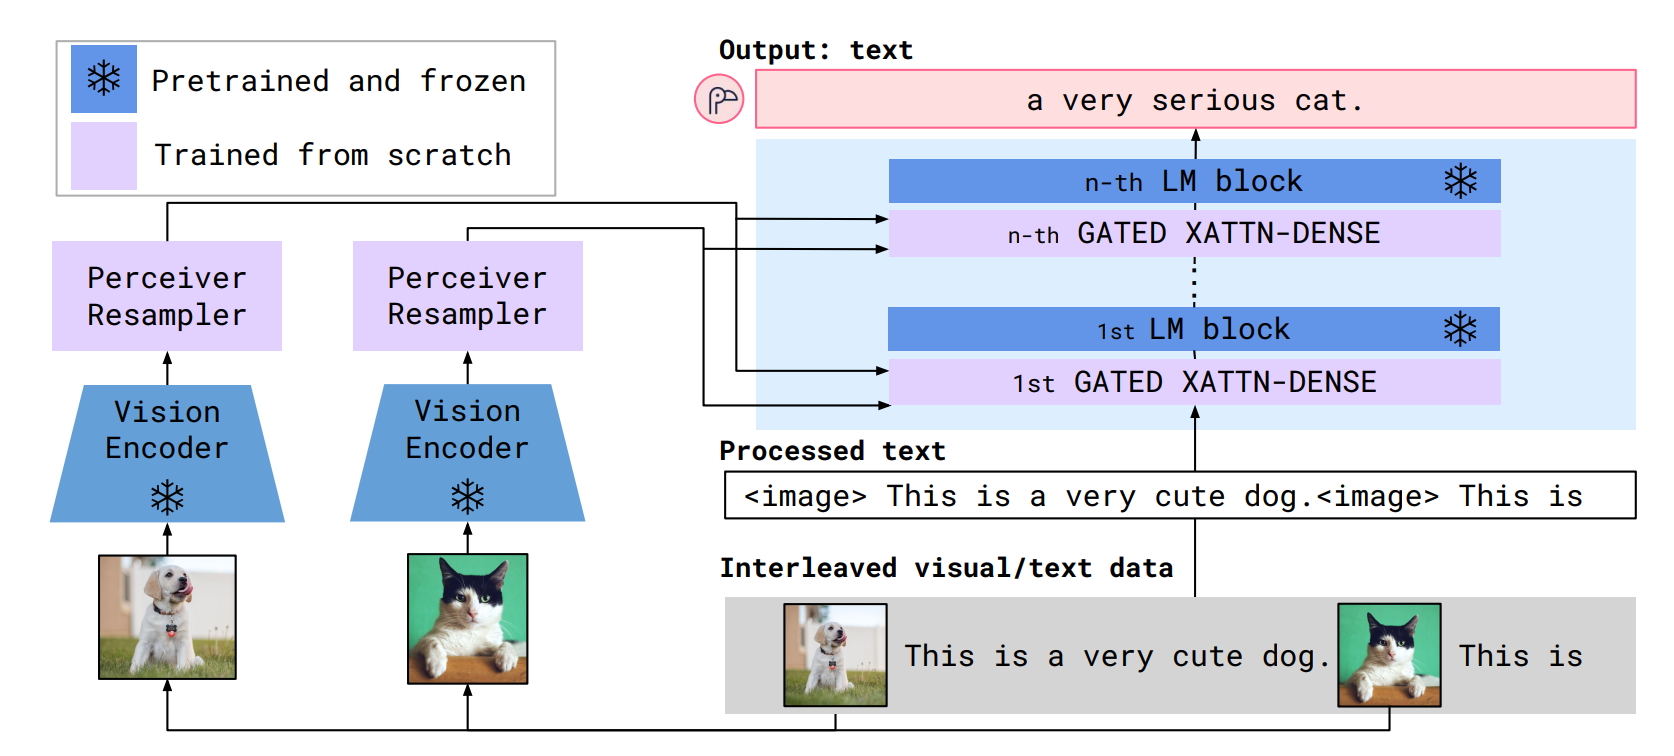 Pretrained and frozen
Trained from scratch
Perceiver
Resampler
Vision
Encoder
Perceiver
Resampler
Vision
Encoder
Output: text
a very serious cat.
n-th LM block
n-th GATED XATTN-DENSE
1st LM block
1st GATED XATTN-DENSE
Processed text
<image> This is a very cute dog.<image> This is
Interleaved visual/text data
This is a very cute dog. This is